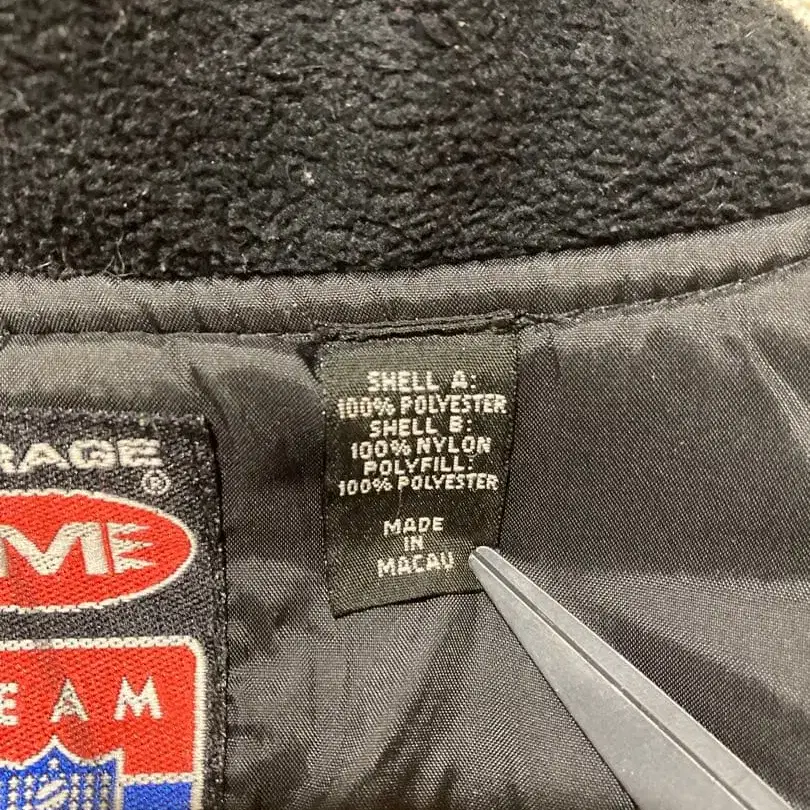 SHELL A:
100% POLYESTER
SHELL B:
100% NYLON
POLYFILL:
100% POLYESTER
MADE
IN
MACAU
RAGE
®
ME
EAM